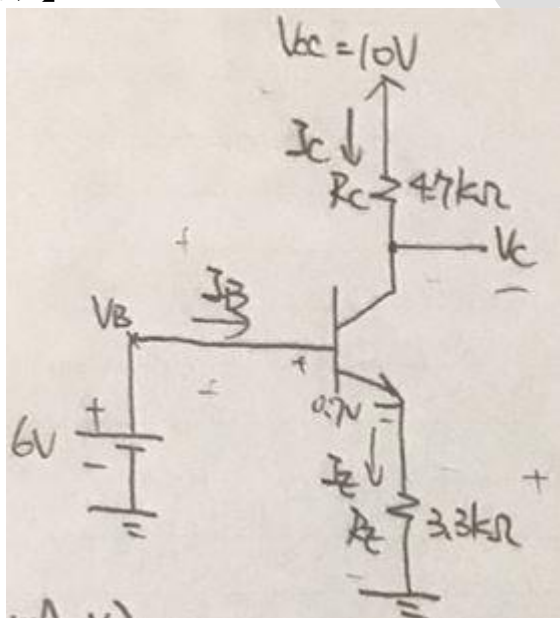 VCC = 10V
IC
RC 4.7kΩ
VC
IB
VB
+
0.7V
6V
+
-
IE
RE 3.3kΩ
+